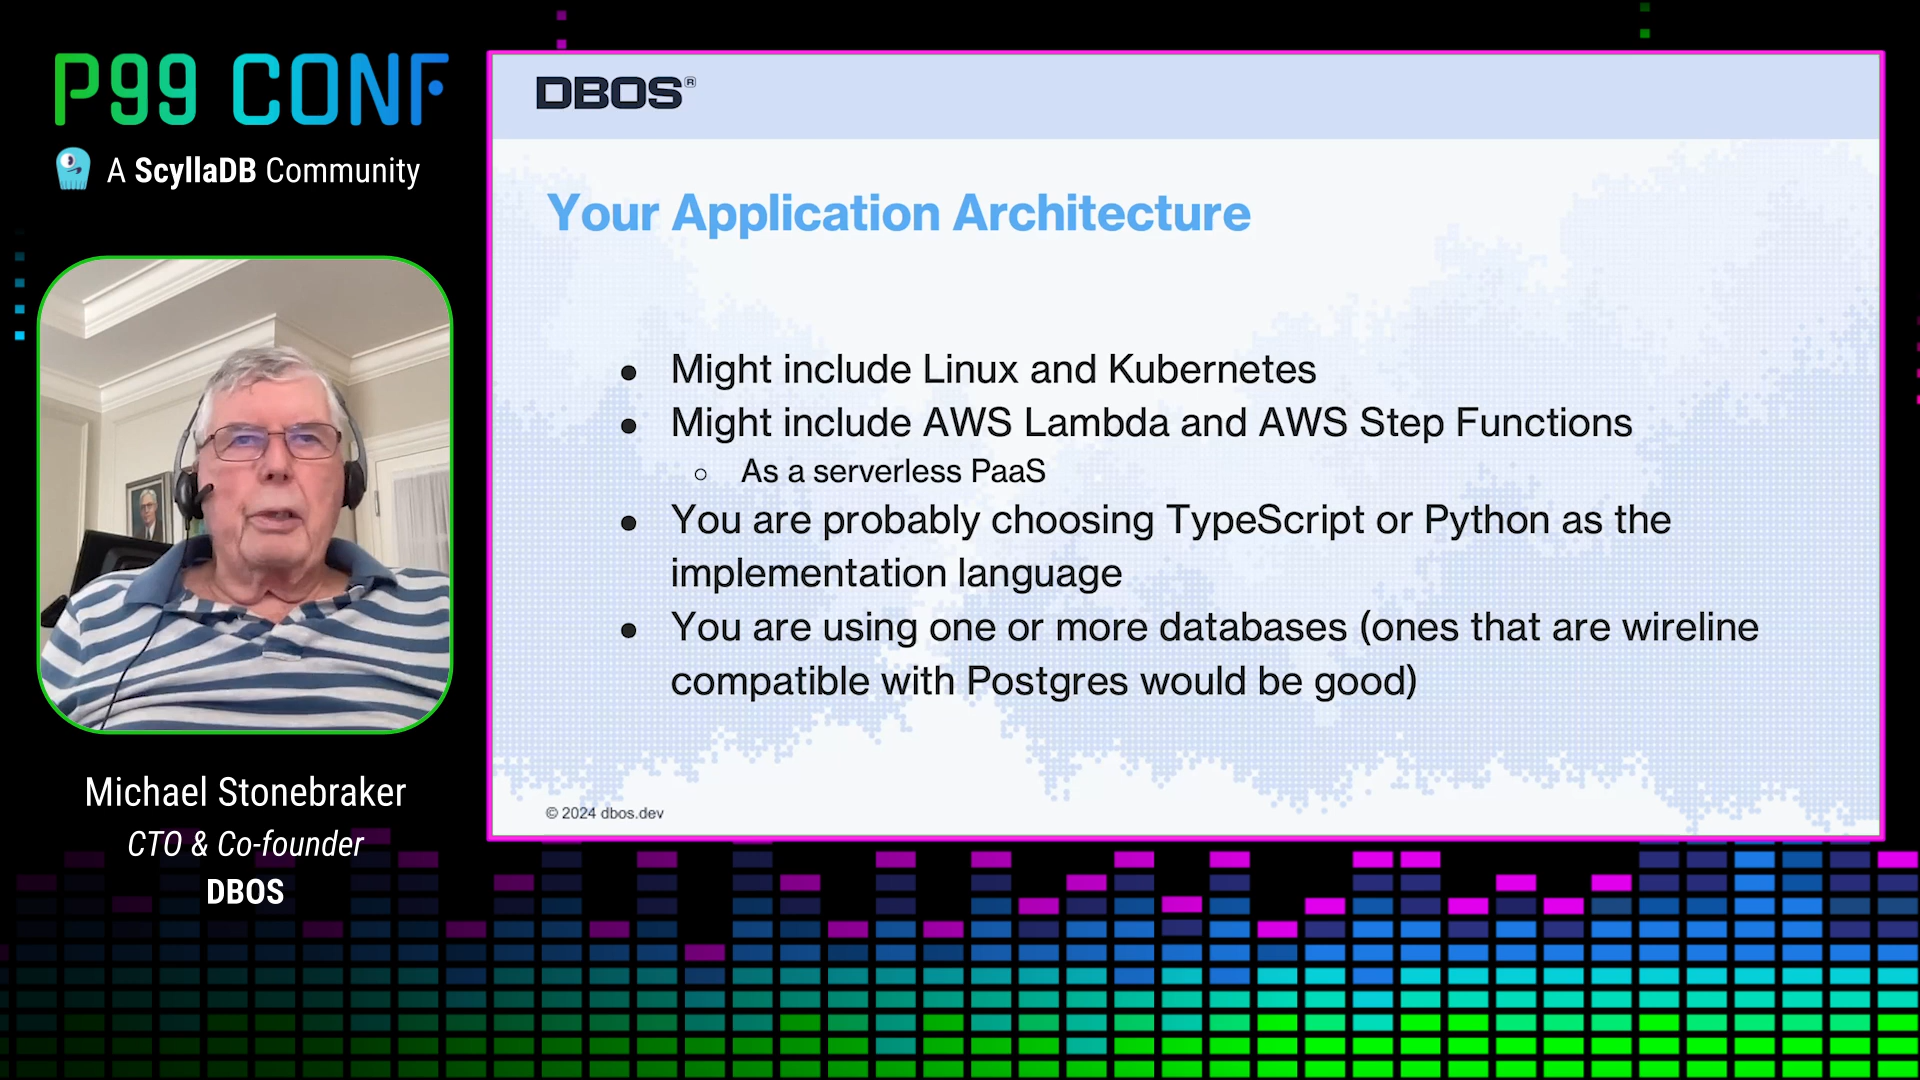 P99 CONF
A ScyllaDB Community
Michael Stonebraker
CTO & Co-founder
DBOS
DBOS®
Your Application Architecture
● Might include Linux and Kubernetes
● Might include AWS Lambda and AWS Step Functions
○ As a serverless PaaS
● You are probably choosing TypeScript or Python as the
implementation language
● You are using one or more databases (ones that are wireline
compatible with Postgres would be good)
© 2024 dbos.dev